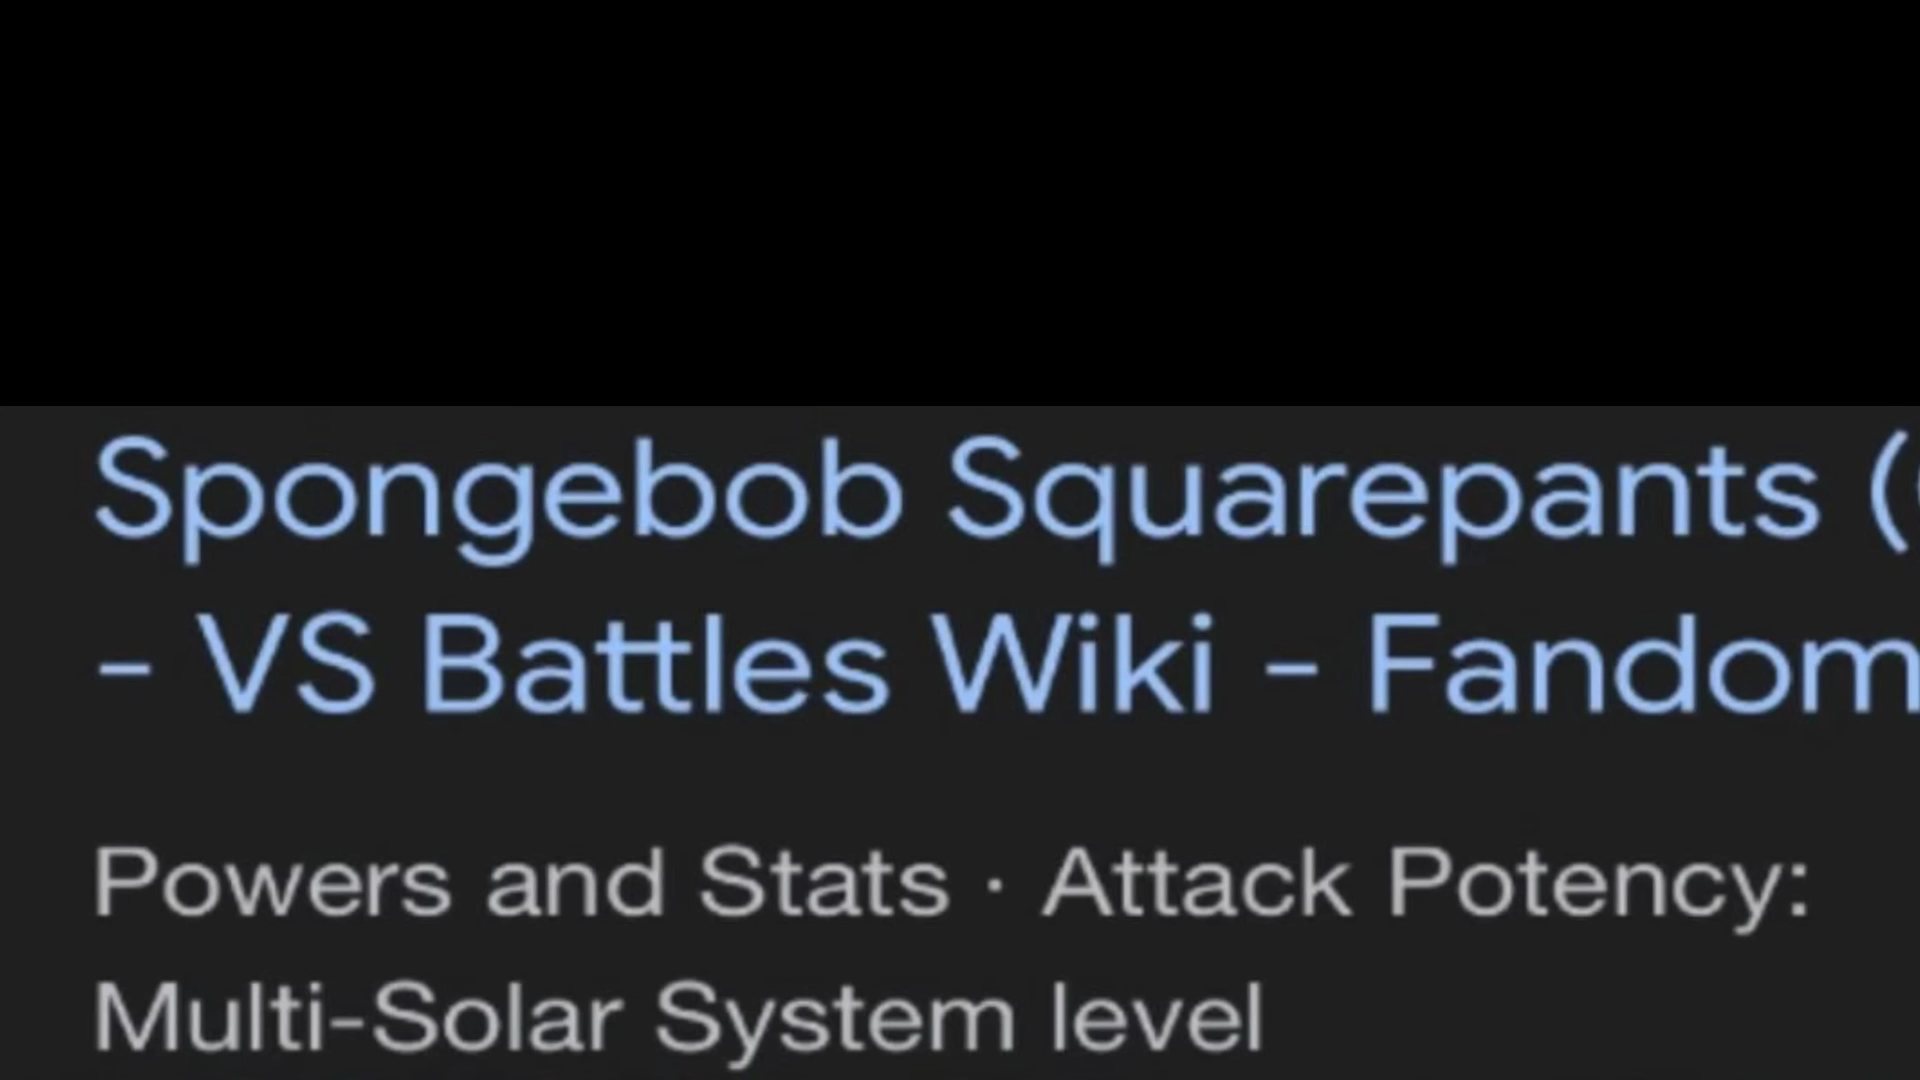 Spongebob Squarepants (
- VS Battles Wiki - Fandom
Powers and Stats · Attack Potency:
Multi-Solar System level